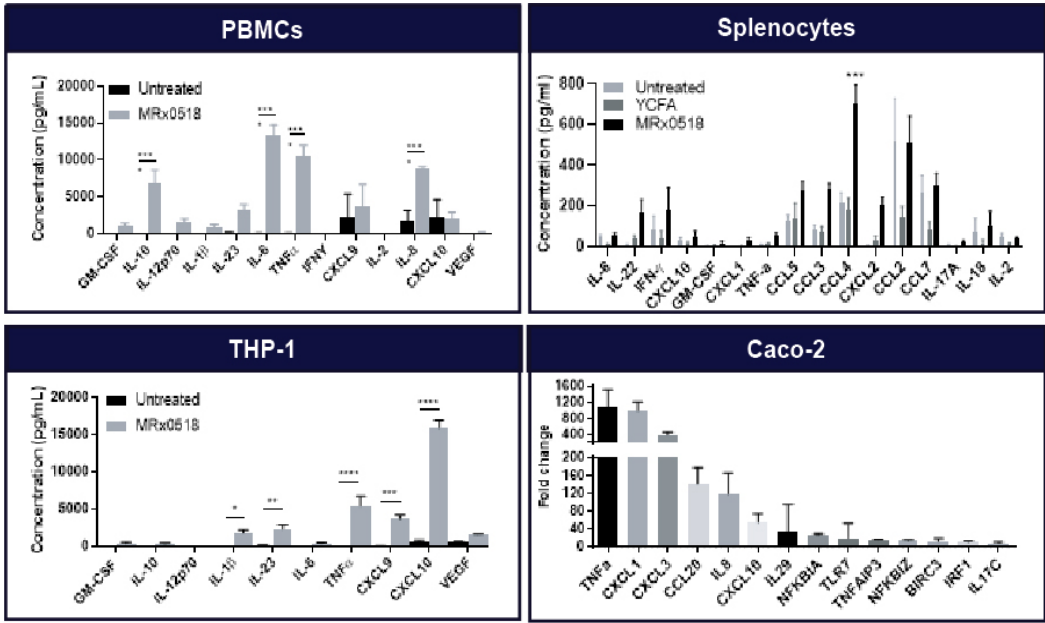 PBMCs
Concentration (pg/mL)
20000
15000
10000
5000
0
Untreated
MRx0518
***
*
***
*
***
*
***
*
GM-CSF
IL-10
IL-12p70
IL-1β
IL-23
IL-6
TNFα
IFNY
CXCL9
IL-2
IL-8
CXCL10
VEGF
Splenocytes
Concentration (pg/ml)
800
600
400
200
0
Untreated
YCFA
MRx0518
***
IL-6
IL-22
IFN-γ
CXCL10
GM-CSF
CXCL1
TNF-a
CCL5
CCL3
CCL4
CXCL2
CCL2
CCL7
IL-17A
IL-18
IL-2
THP-1
Concentration (pg/mL)
20000
15000
10000
5000
0
Untreated
MRx0518
*
**
****
***
****
GM-CSF
IL-10
IL-12p70
IL-1β
IL-23
IL-6
TNFα
CXCL9
CXCL10
VEGF
Caco-2
Fold change
1600
1200
800
400
200
160
120
80
40
0
TNFa
CXCL1
CXCL3
CCL20
IL8
CXCL10
IL29
NFKBIA
TLR7
TNFAIP3
NFKBIZ
BIRC3
IRF1
IL17C